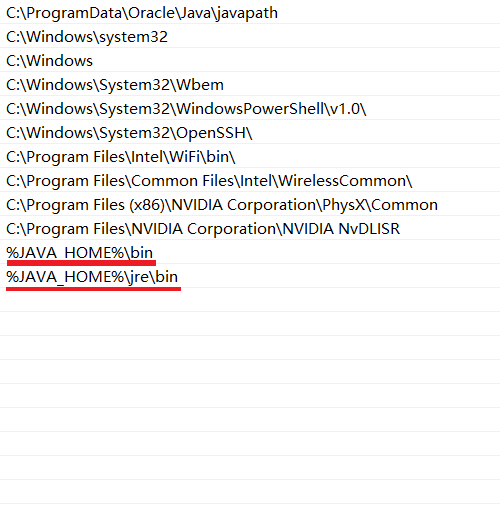 C:\ProgramData\Oracle\Java\javapath
C:\Windows\system32
C:\Windows
C:\Windows\System32\Wbem
C:\Windows\System32\WindowsPowerShell\v1.0\
C:\Windows\System32\OpenSSH\
C:\Program Files\Intel\WiFi\bin\
C:\Program Files\Common Files\Intel\WirelessCommon\
C:\Program Files (x86)\NVIDIA Corporation\PhysX\Common
C:\Program Files\NVIDIA Corporation\NVIDIA NvDLISR
%JAVA_HOME%\bin
%JAVA_HOME%\jre\bin